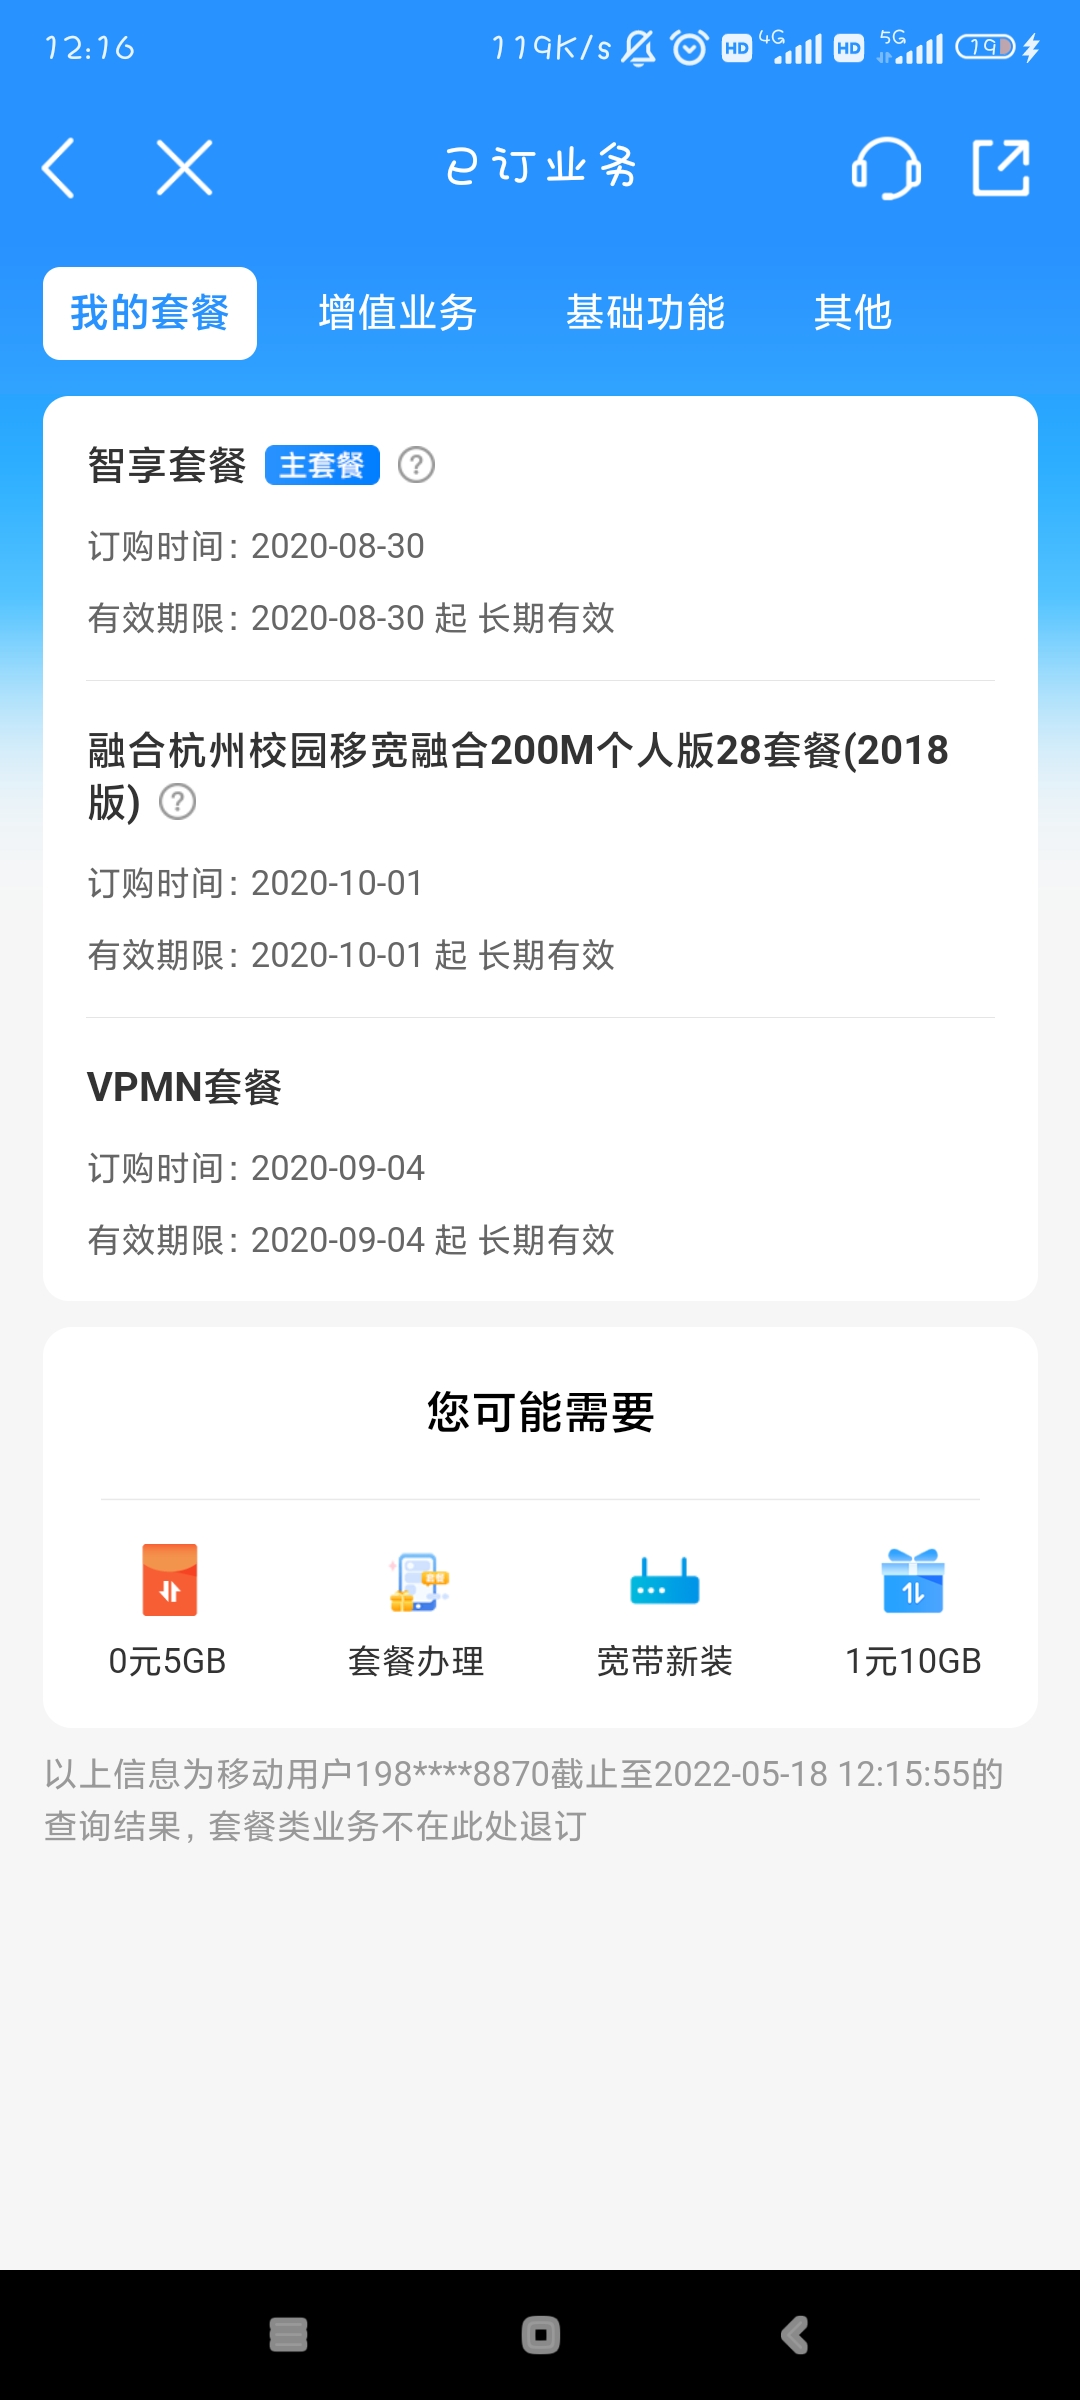 12:16
119K/s
HD
4G
HD
5G
19
已订业务
我的套餐
增值业务
基础功能
其他
智享套餐
主套餐
?
订购时间：2020-08-30
有效期限：2020-08-30 起 长期有效
融合杭州校园移宽融合200M个人版28套餐(2018
版)
?
订购时间：2020-10-01
有效期限：2020-10-01 起 长期有效
VPMN套餐
订购时间：2020-09-04
有效期限：2020-09-04 起 长期有效
您可能需要
0元5GB
套餐办理
宽带新装
1元10GB
以上信息为移动用户198****8870截止至2022-05-18 12:15:55的
查询结果，套餐类业务不在此处退订